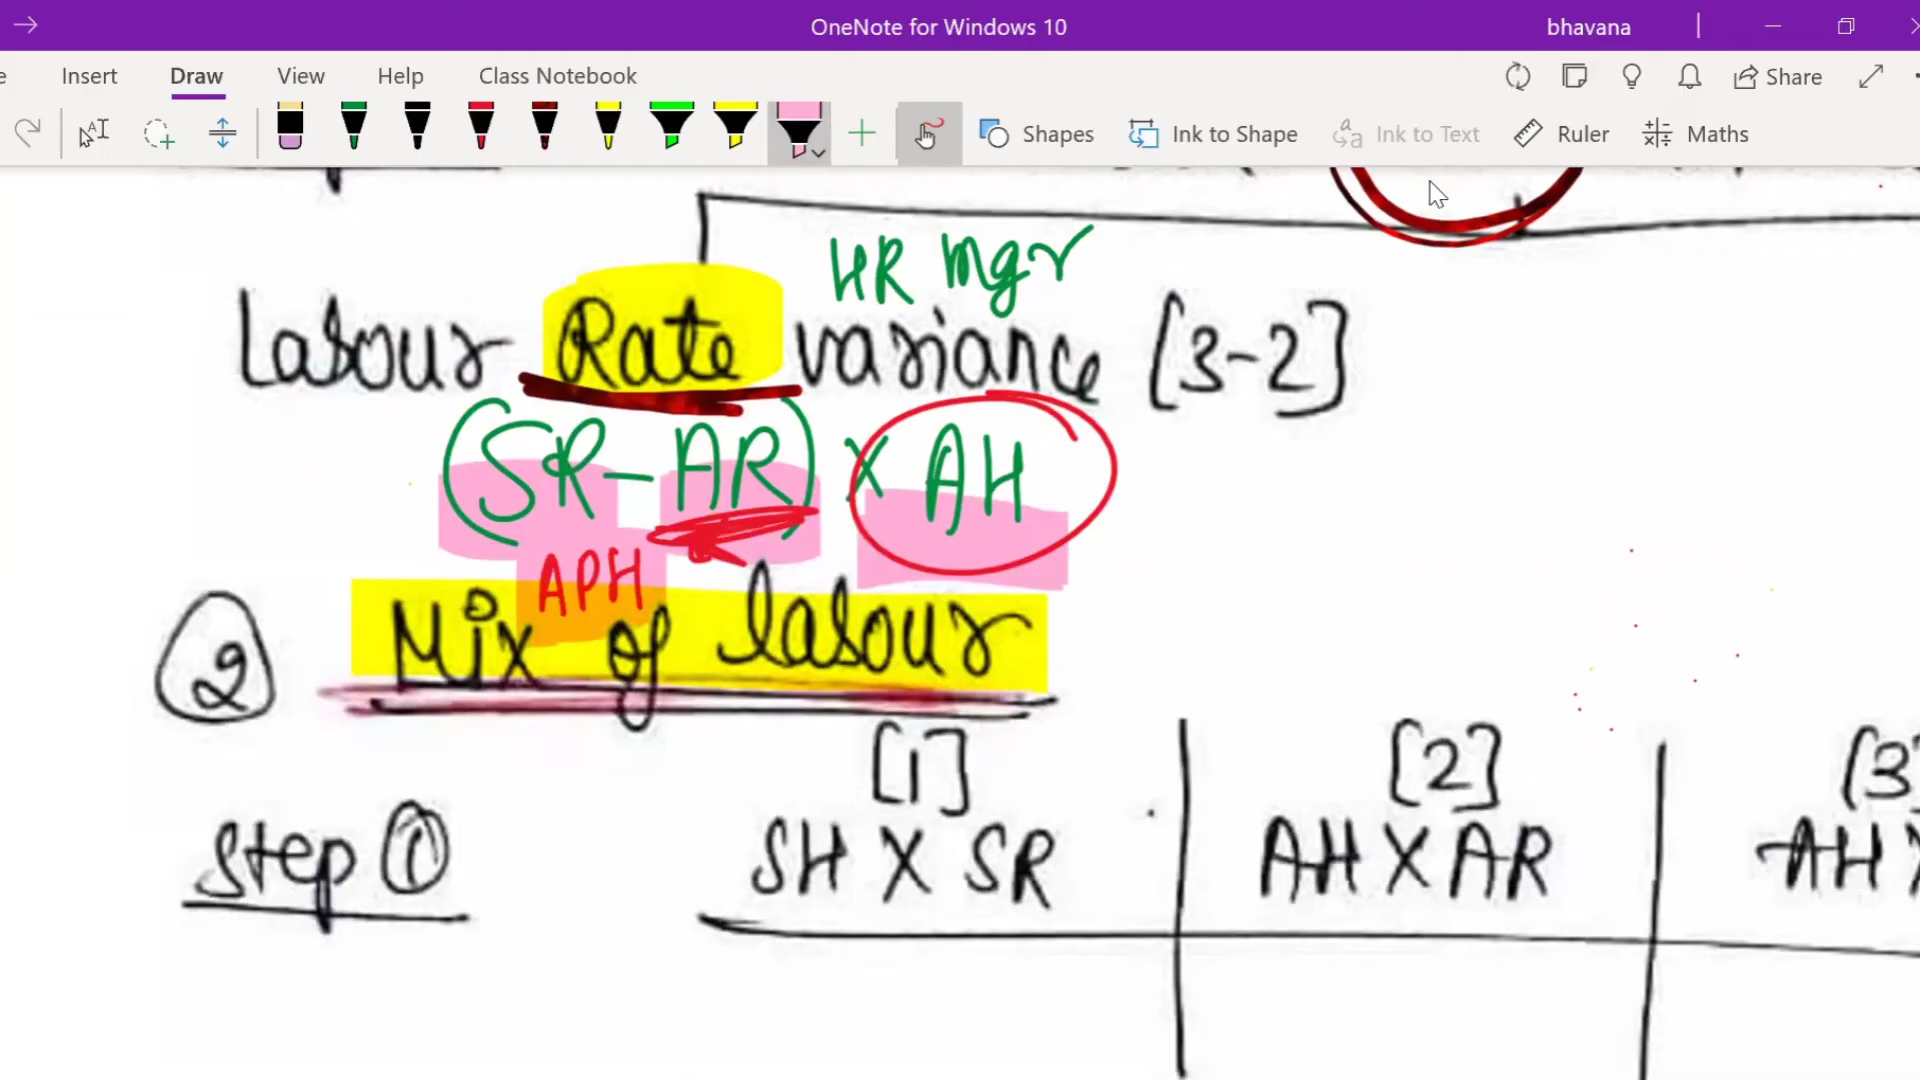 OneNote for Windows 10
bhavana
Insert Draw View Help Class Notebook
Share
Shapes Ink to Shape Ink to Text Ruler Maths
HR mgr
Labour Rate variance [3-2]
(SR-AR) X AH
APH
2 Mix of labour
[1] [2] [3
Step 1 SH X SR AH X AR AH X